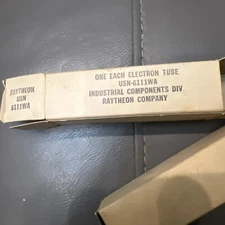 RAYTHEON
USN
6111WA
ONE EACH ELECTRON TUBE
USN-6111WA
INDUSTRIAL COMPONENTS DIV
RAYTHEON COMPANY